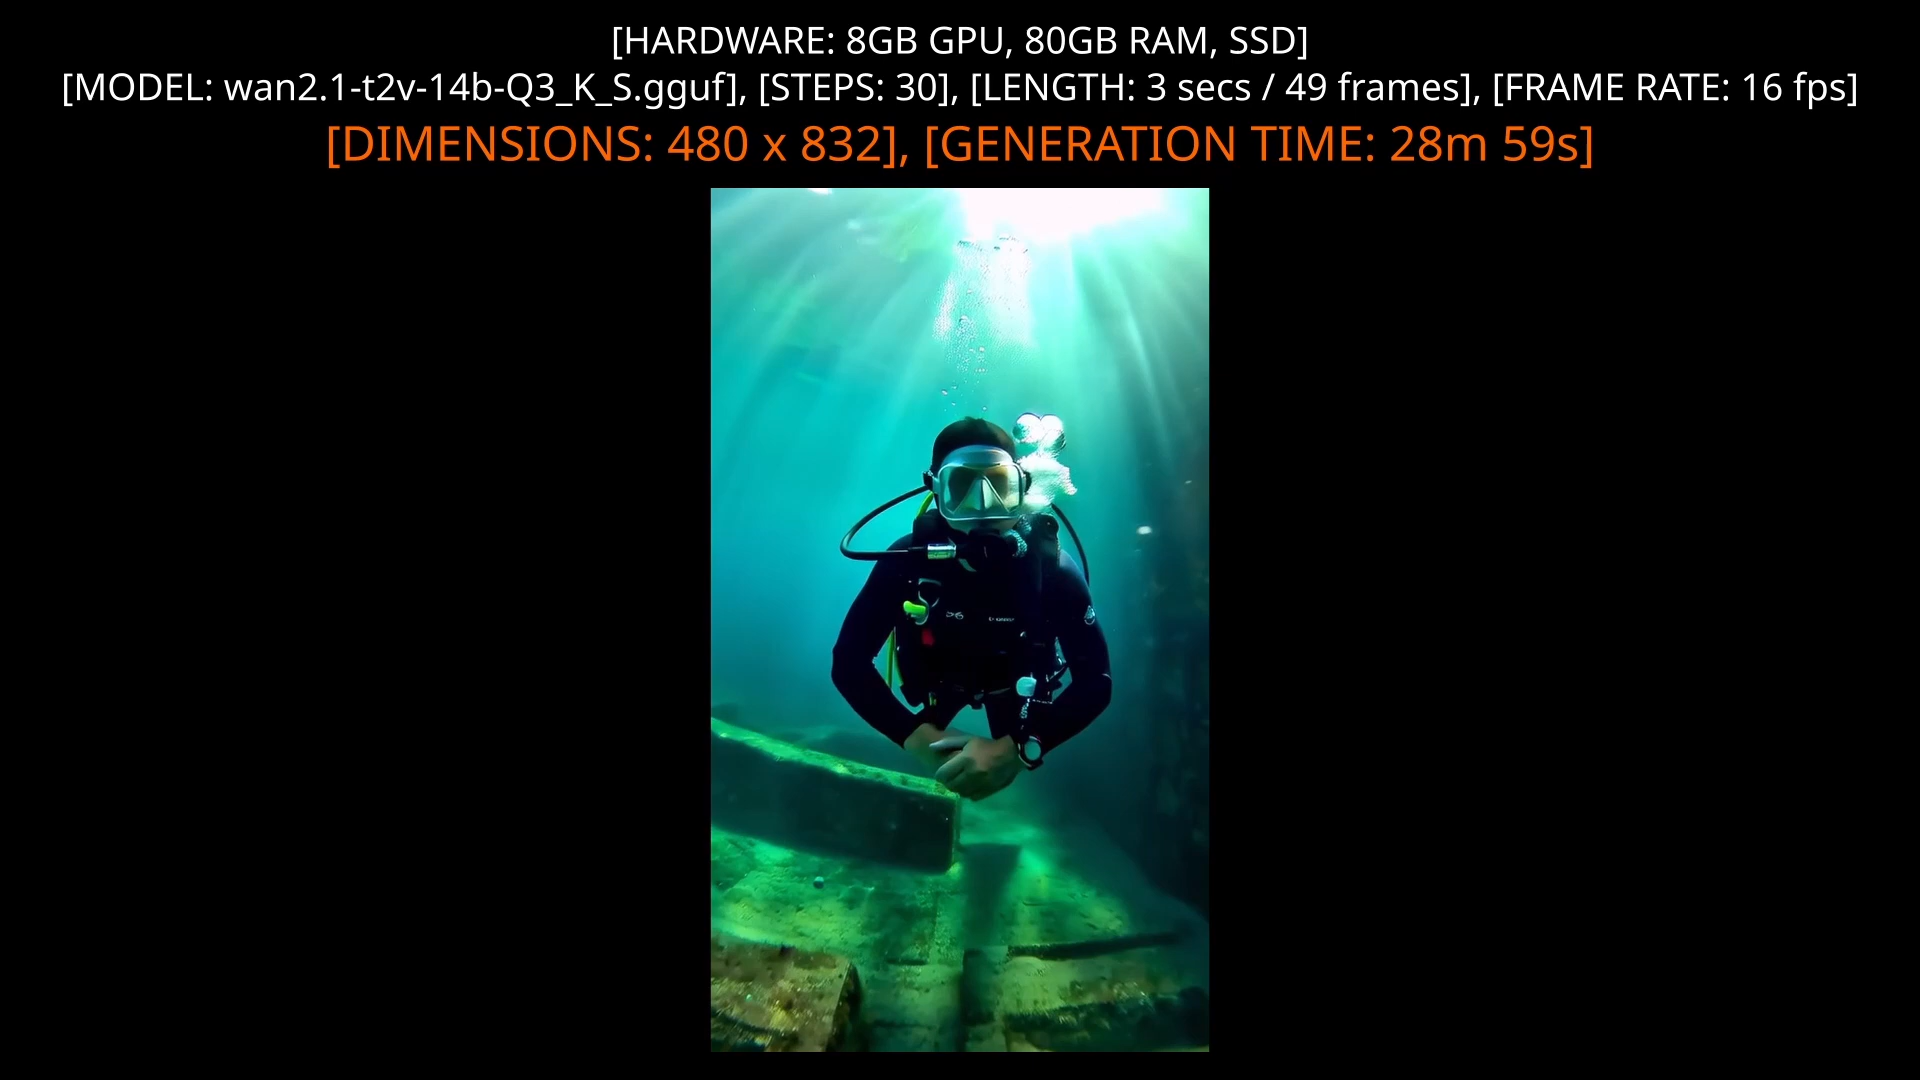 [HARDWARE: 8GB GPU, 80GB RAM, SSD]
[MODEL: wan2.1-t2v-14b-Q3_K_S.gguf], [STEPS: 30], [LENGTH: 3 secs / 49 frames], [FRAME RATE: 16 fps]
[DIMENSIONS: 480 x 832], [GENERATION TIME: 28m 59s]